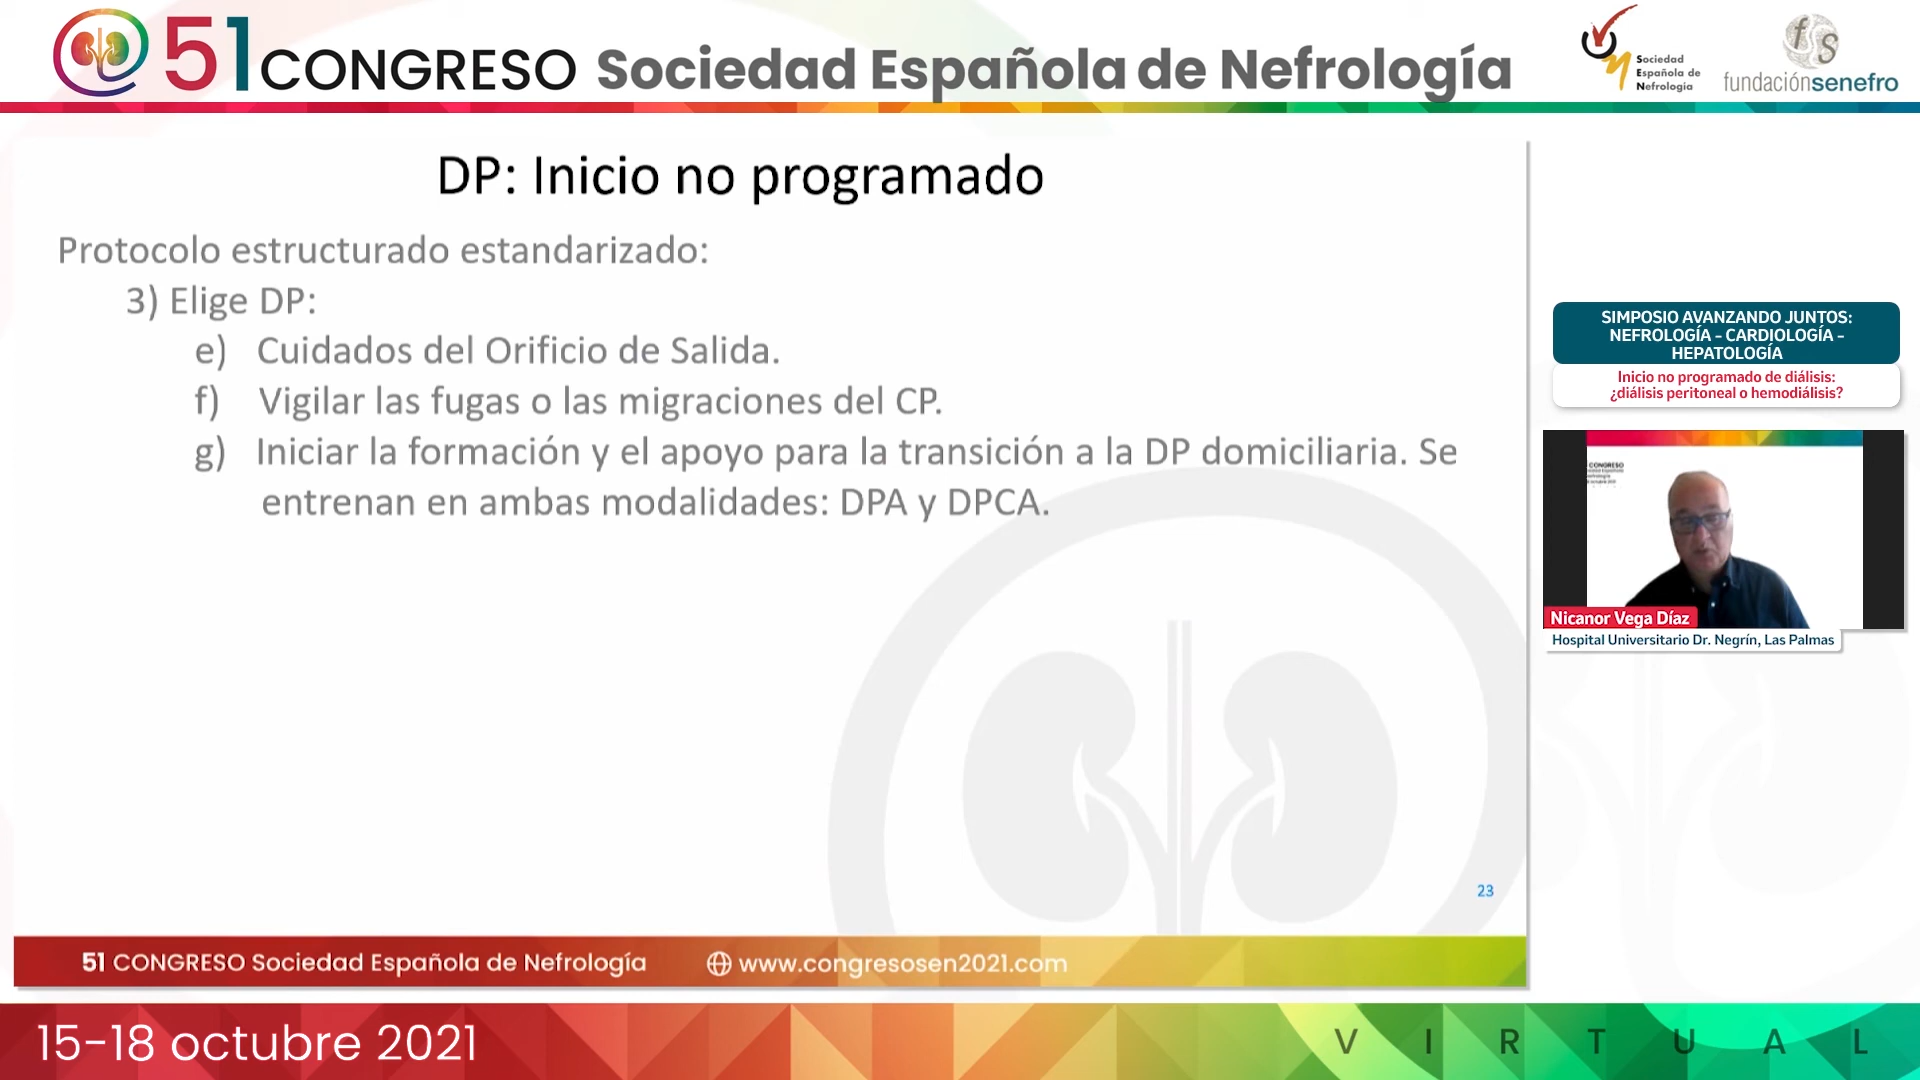 51 CONGRESO Sociedad Española de Nefrología
Sociedad
Española de
Nefrología
fs
fundaciónsenefro
DP: Inicio no programado
Protocolo estructurado estandarizado:
3) Elige DP:
e) Cuidados del Orificio de Salida.
f) Vigilar las fugas o las migraciones del CP.
g) Iniciar la formación y el apoyo para la transición a la DP domiciliaria. Se
entrenan en ambas modalidades: DPA y DPCA.
23
51 CONGRESO Sociedad Española de Nefrología
www.congresosen2021.com
SIMPOSIO AVANZANDO JUNTOS:
NEFROLOGÍA – CARDIOLOGÍA –
HEPATOLOGÍA
Inicio no programado de diálisis:
¿diálisis peritoneal o hemodiálisis?
CONGRESO
Nicanor Vega Díaz
Hospital Universitario Dr. Negrín, Las Palmas
15-18 octubre 2021
VIRTUAL